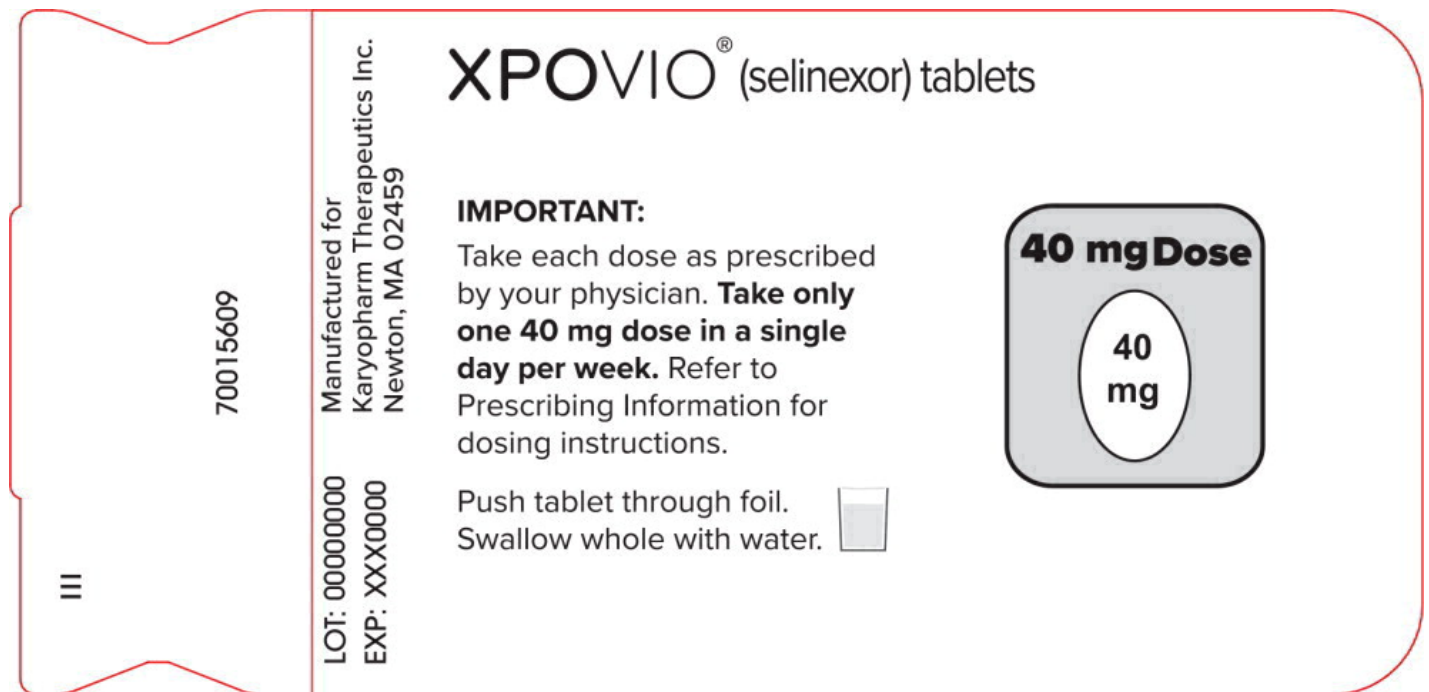 XPOVIO® (selinexor) tablets
IMPORTANT:
Take each dose as prescribed
by your physician. Take only
one 40 mg dose in a single
day per week. Refer to
Prescribing Information for
dosing instructions.
Push tablet through foil.
Swallow whole with water.
40 mg Dose
40
mg
Manufactured for
Karyopharm Therapeutics Inc.
Newton, MA 02459
LOT: 00000000
EXP: XXX0000
70015609
III